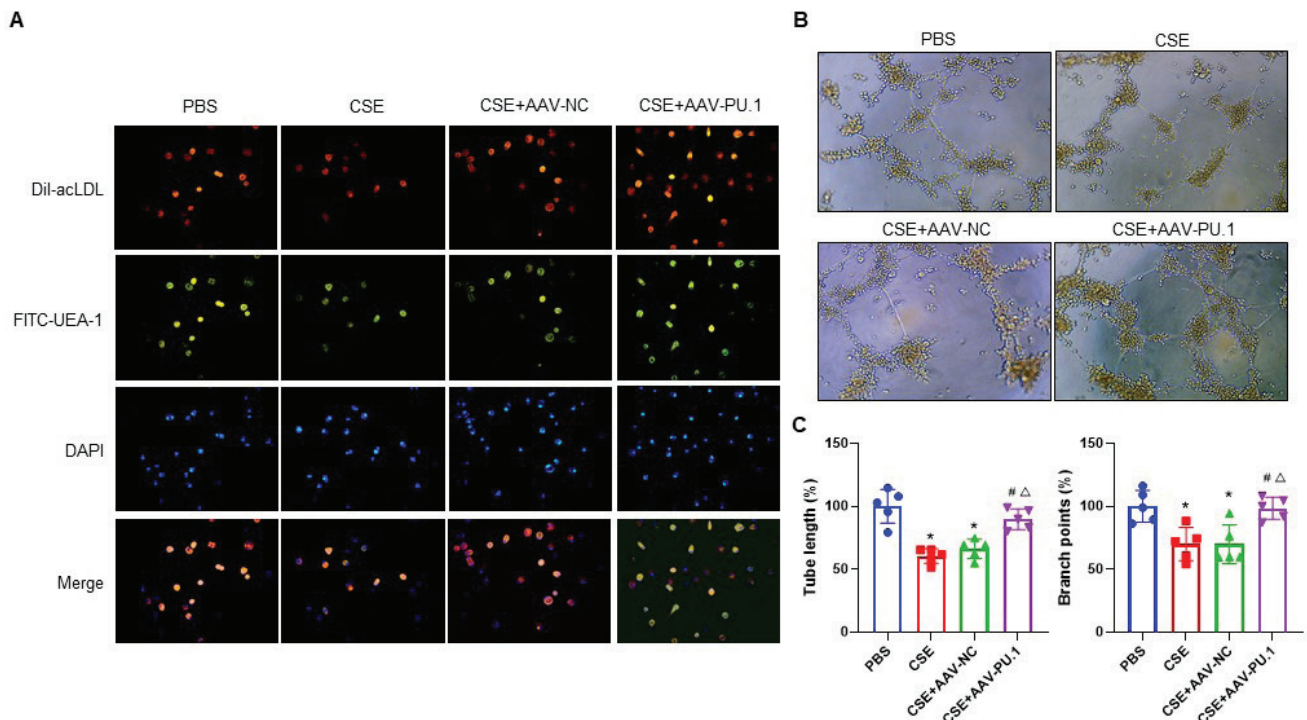 A
PBS
CSE
CSE+AAV-NC
CSE+AAV-PU.1
Dil-acLDL
FITC-UEA-1
DAPI
Merge
B
PBS
CSE
CSE+AAV-NC
CSE+AAV-PU.1
C
Tube length (%)
150
100
50
0
*
*
# △
PBS
CSE
CSE+AAV-NC
CSE+AAV-PU.1
Branch points (%)
150
100
50
0
*
*
# △
PBS
CSE
CSE+AAV-NC
CSE+AAV-PU.1